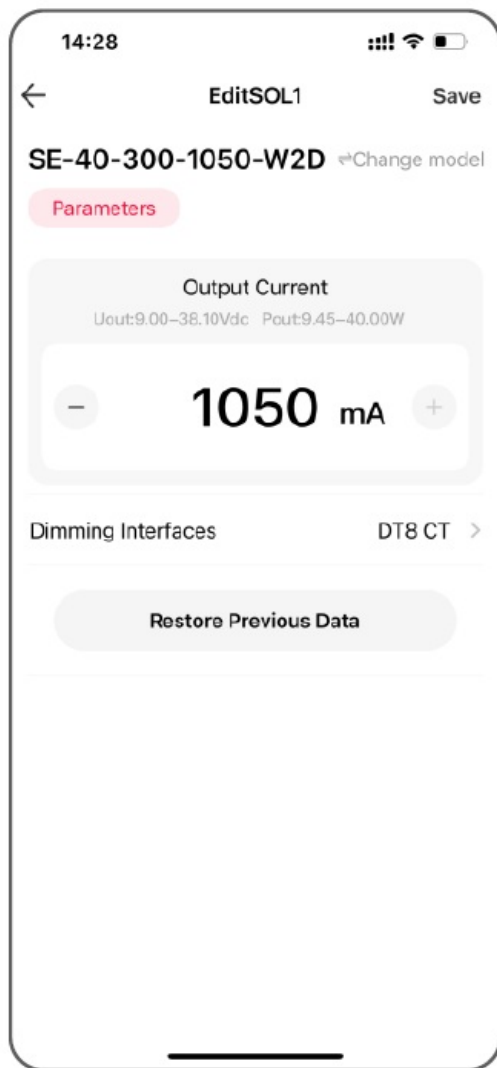 14:28
EditSOL1 Save
SE-40-300-1050-W2D ⇌Change model
Parameters
Output Current
Uout:9.00–38.10Vdc Pout:9.45–40.00W
− 1050 mA +
Dimming Interfaces DT8 CT >
Restore Previous Data